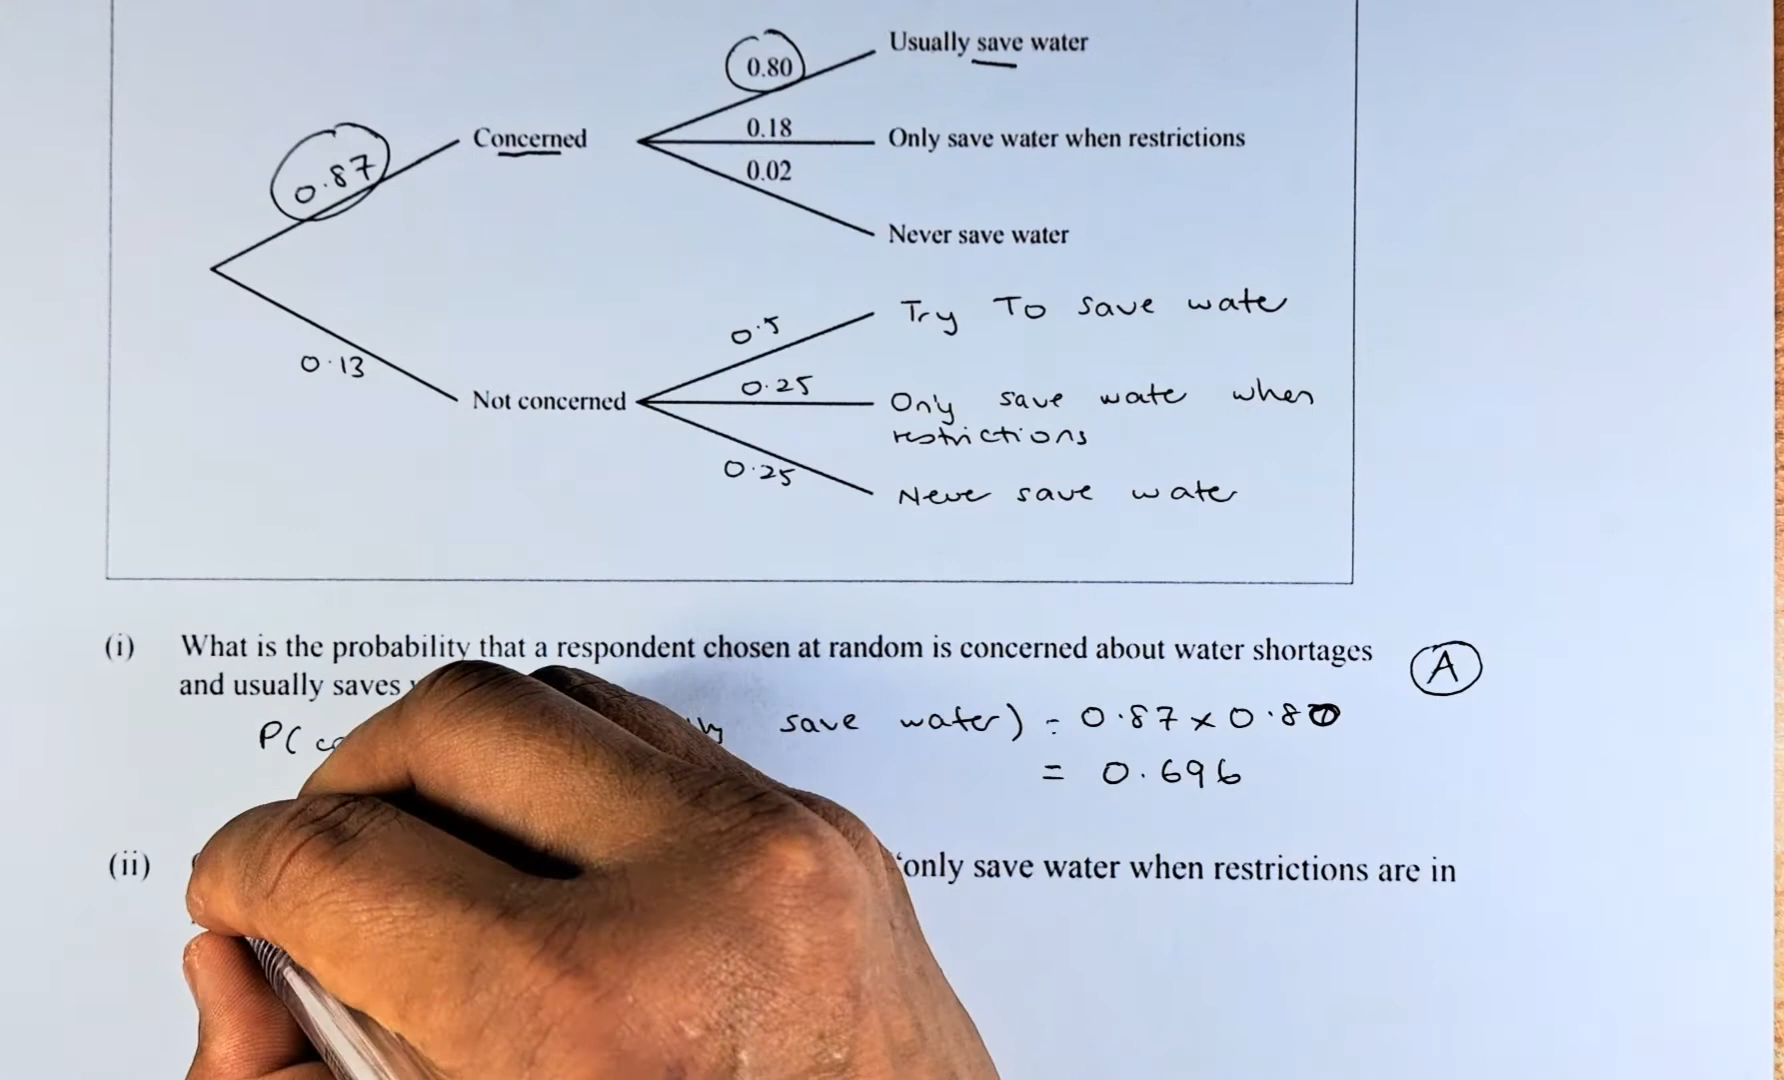 0.80
Usually save water
0.87
Concerned
0.18
Only save water when restrictions
0.02
Never save water
0.13
Not concerned
0.5
Try To save wate
0.25
Only save wate when
restrictions
0.25
Neve save wate
(i) What is the probability that a respondent chosen at random is concerned about water shortages
A
and usually saves
P( save water) = 0.87 x 0.80
= 0.696
(ii) 'only save water when restrictions are in